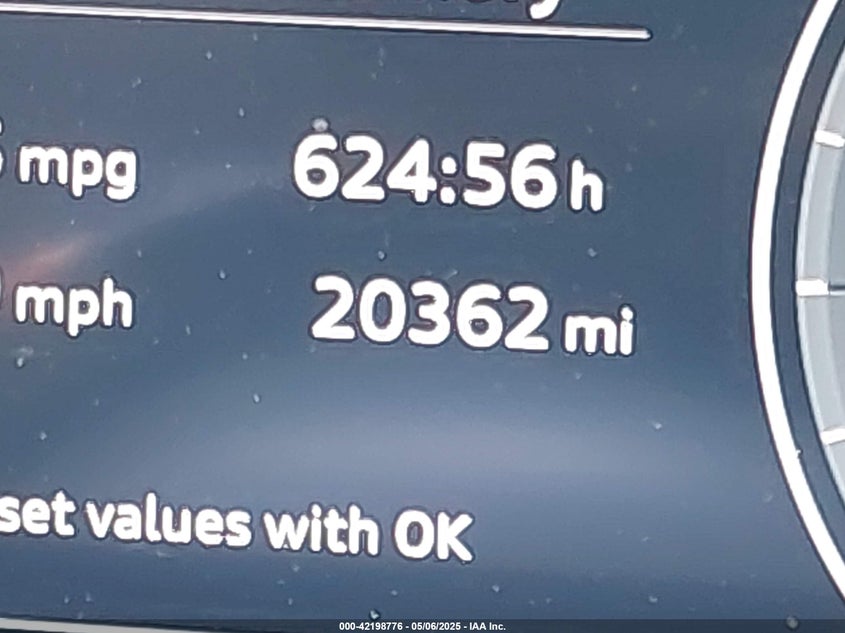 mpg 624:56 h
mph 20362 mi
set values with OK
000-42198776 - 05/06/2025 - IAA Inc.